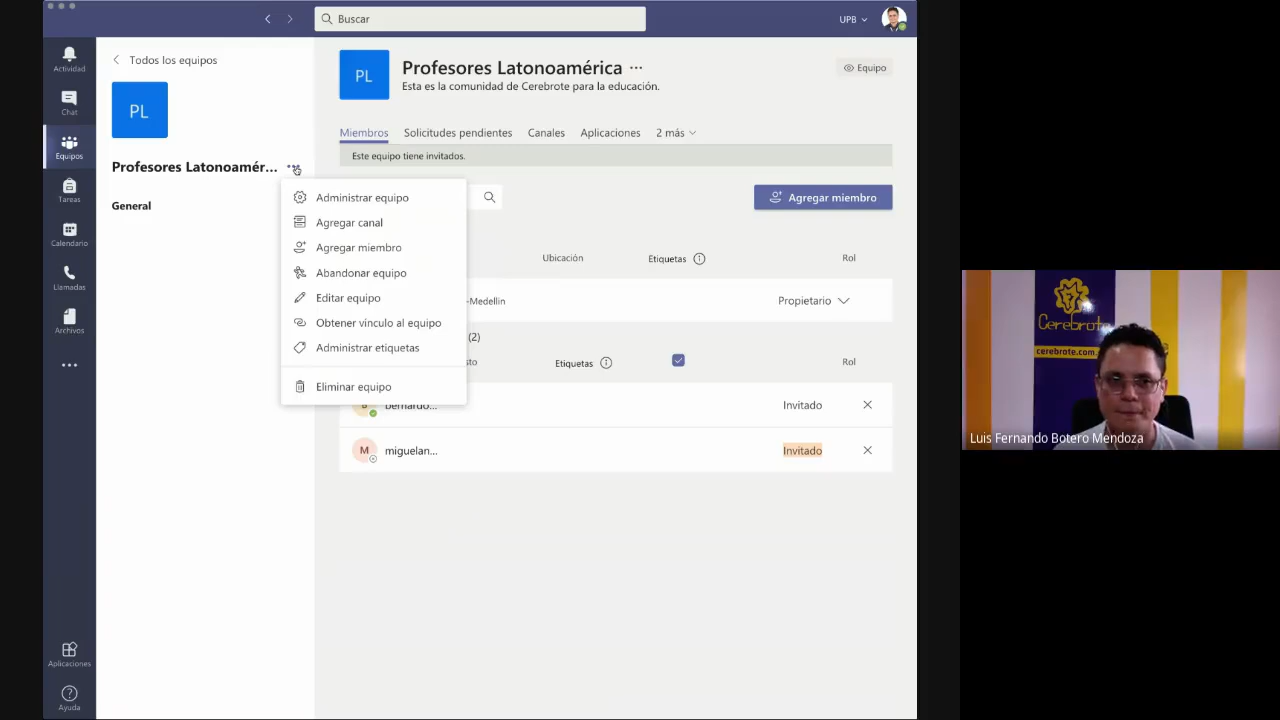 Buscar
UPB
Actividad
Chat
Equipos
Tareas
Calendario
Llamadas
Archivos
Aplicaciones
Ayuda
Todos los equipos
PL
Profesores Latonoamér...
General
Administrar equipo
Agregar canal
Agregar miembro
Abandonar equipo
Editar equipo
Obtener vínculo al equipo
Administrar etiquetas
Eliminar equipo
PL
Profesores Latonoamérica ...
Esta es la comunidad de Cerebrote para la educación.
Equipo
Miembros Solicitudes pendientes Canales Aplicaciones 2 más
Este equipo tiene invitados.
Agregar miembro
Ubicación Etiquetas Rol
-Medellin Propietario
(2)
sto Etiquetas Rol
bernardo... Invitado
M miguelan... Invitado
Cerebrote
cerebrote.com
Luis Fernando Botero Mendoza